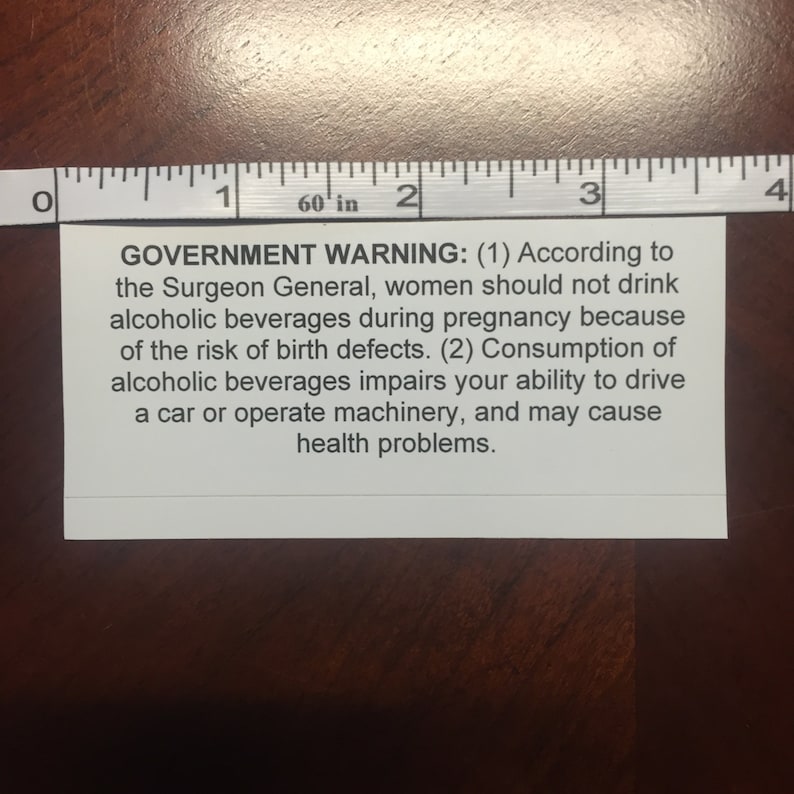 0 1 60 in 2 3 4
GOVERNMENT WARNING: (1) According to
the Surgeon General, women should not drink
alcoholic beverages during pregnancy because
of the risk of birth defects. (2) Consumption of
alcoholic beverages impairs your ability to drive
a car or operate machinery, and may cause
health problems.